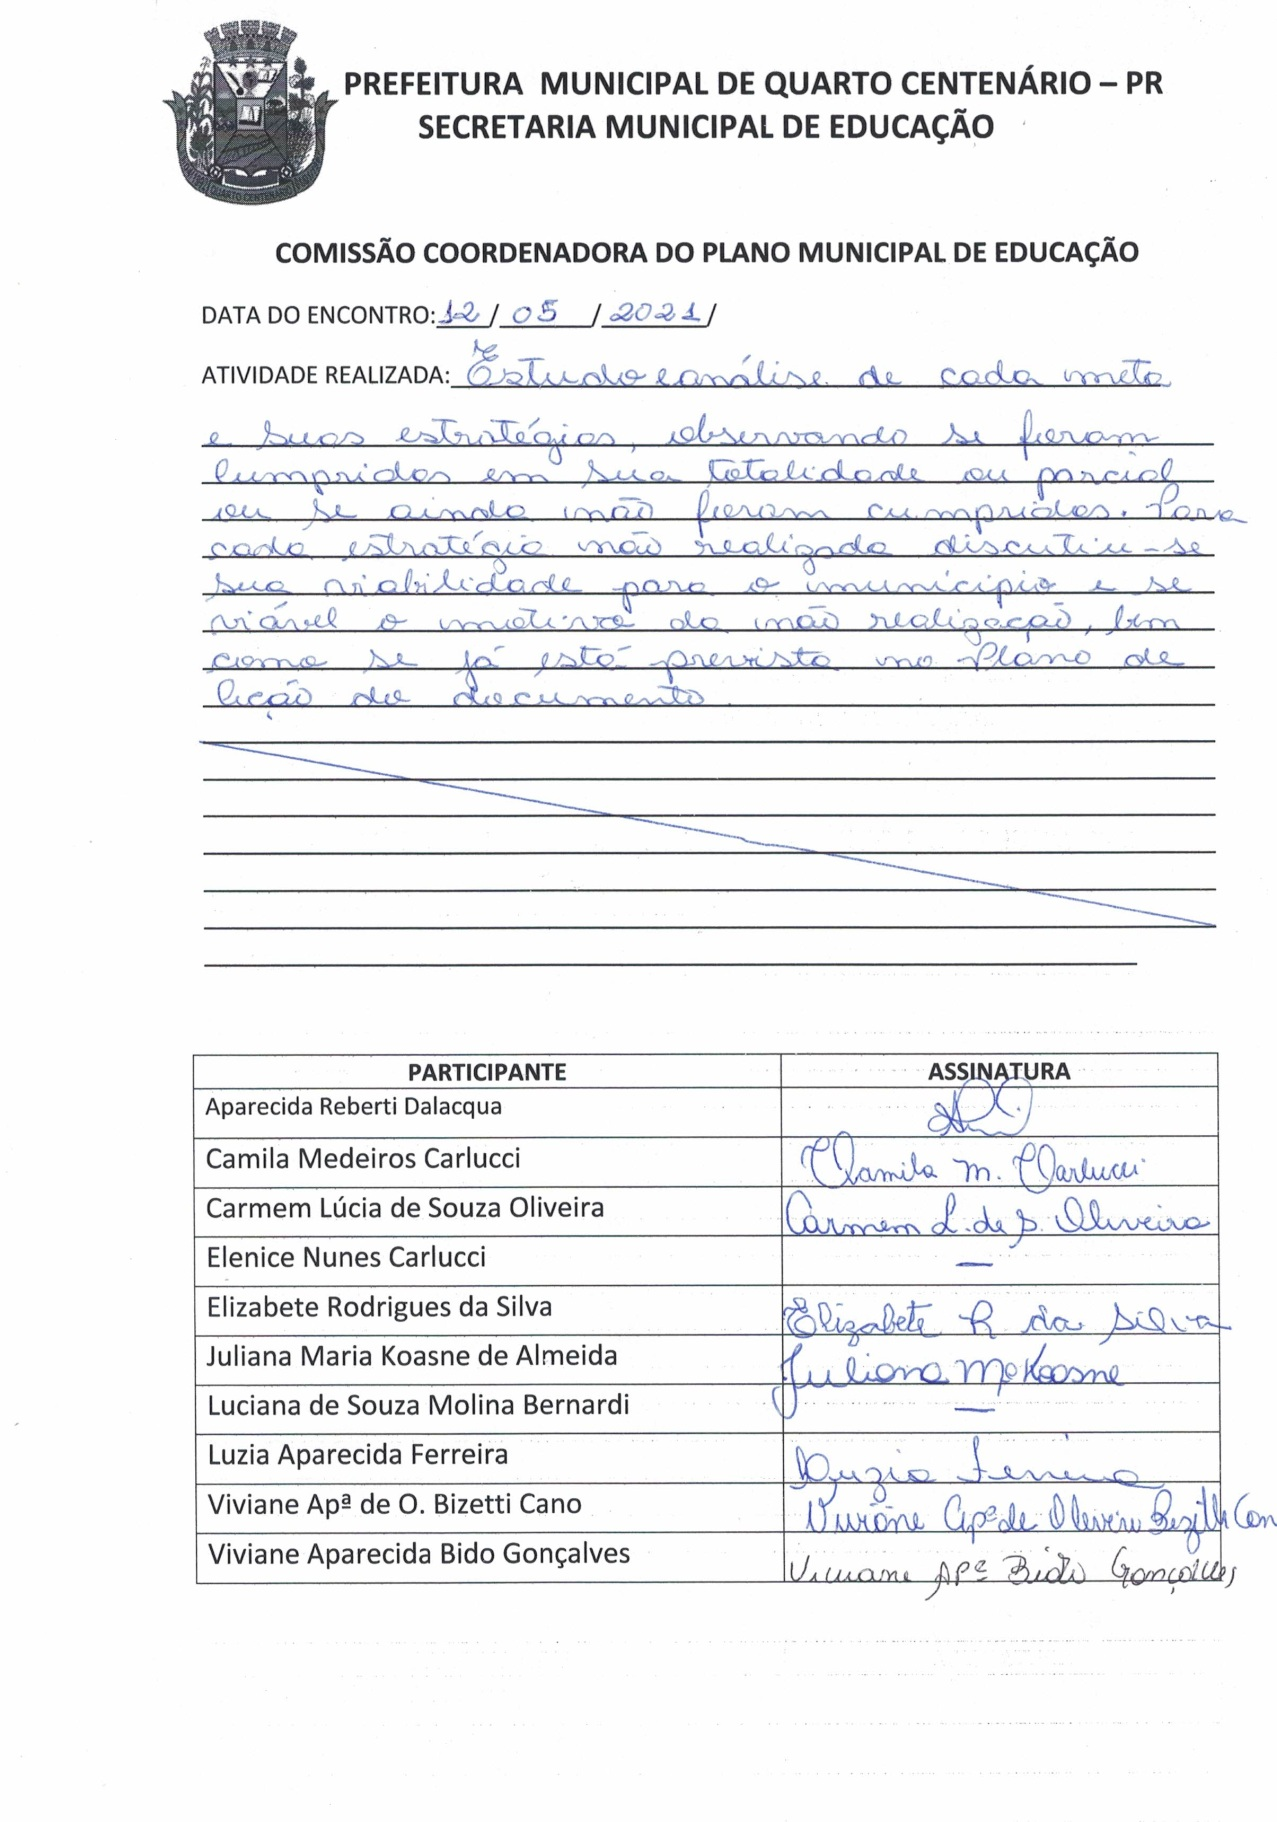 PREFEITURA MUNICIPAL DE QUARTO CENTENÁRIO – PR
SECRETARIA MUNICIPAL DE EDUCAÇÃO
QUARTO CENTENÁRIO
COMISSÃO COORDENADORA DO PLANO MUNICIPAL DE EDUCAÇÃO
DATA DO ENCONTRO: 12 / 05 / 2021 /
ATIVIDADE REALIZADA: Estudo e análise de cada meta
e suas estratégias, observando se foram
cumpridas em sua totalidade ou parcial
ou se ainda não foram cumpridas. Para
cada estratégia não realizada discutiu-se
sua viabilidade para o município e se
viável o motivo da não realização, bem
como se já está prevista no Plano de
Ação do documento.
PARTICIPANTE ASSINATURA
Aparecida Reberti Dalacqua
Camila Medeiros Carlucci Camila M. Carlucci
Carmem Lúcia de Souza Oliveira Carmem L. de S. Oliveira
Elenice Nunes Carlucci —
Elizabete Rodrigues da Silva Elizabete R da Silva
Juliana Maria Koasne de Almeida Juliana Mª Koasne
Luciana de Souza Molina Bernardi —
Luzia Aparecida Ferreira Luzia Ferreira
Viviane Apª de O. Bizetti Cano Viviane Apª de Oliveira Bizetti Can
Viviane Aparecida Bido Gonçalves Viviane Apª Bido Gonçalves